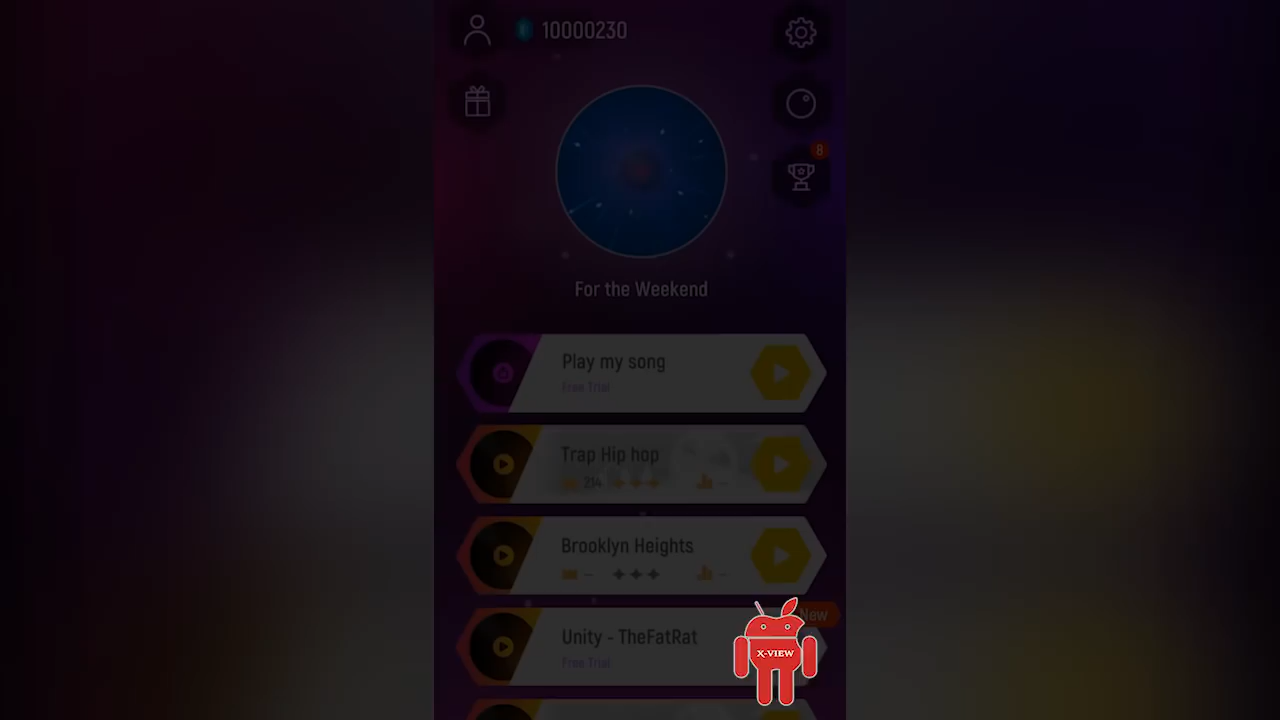 10000230
8
For the Weekend
Play my song
Free Trial
Trap Hip hop
214
Brooklyn Heights
New
Unity - TheFatRat
Free Trial
X-VIEW